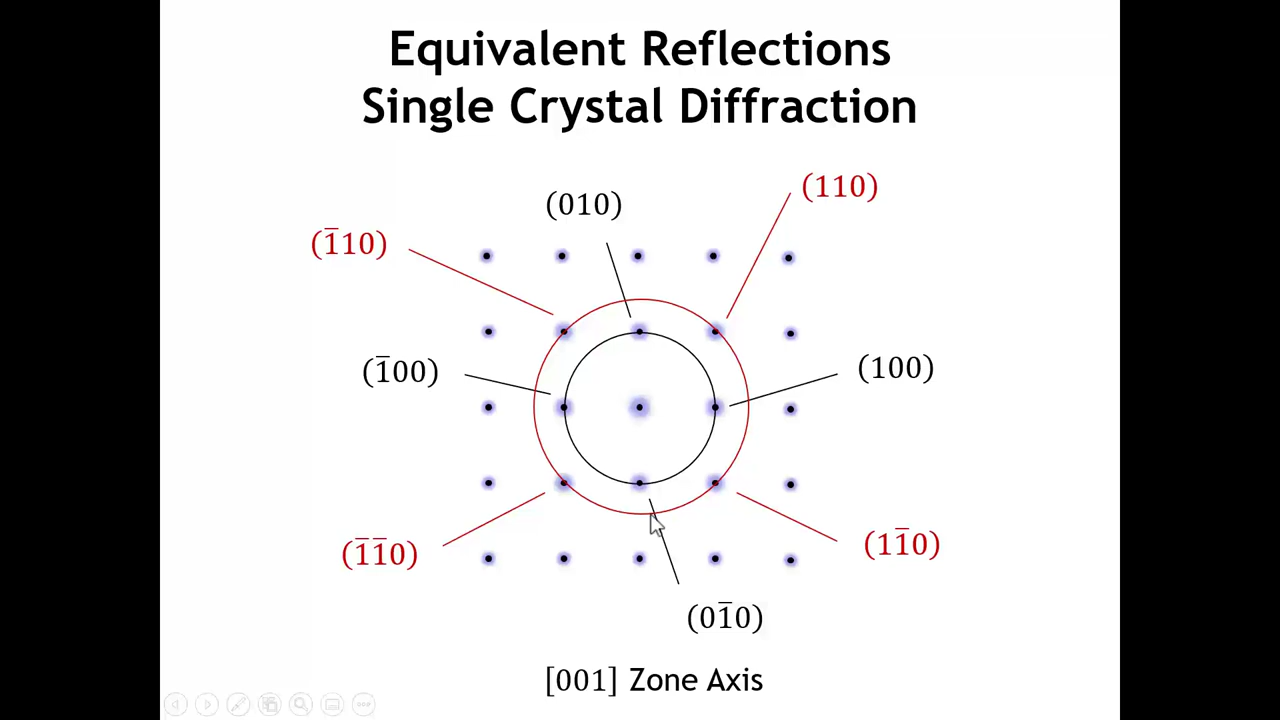 Equivalent Reflections
Single Crystal Diffraction
(110)
(010)
(1̅10)
(1̅00)
(100)
(1̅1̅0)
(11̅0)
(01̅0)
[001] Zone Axis